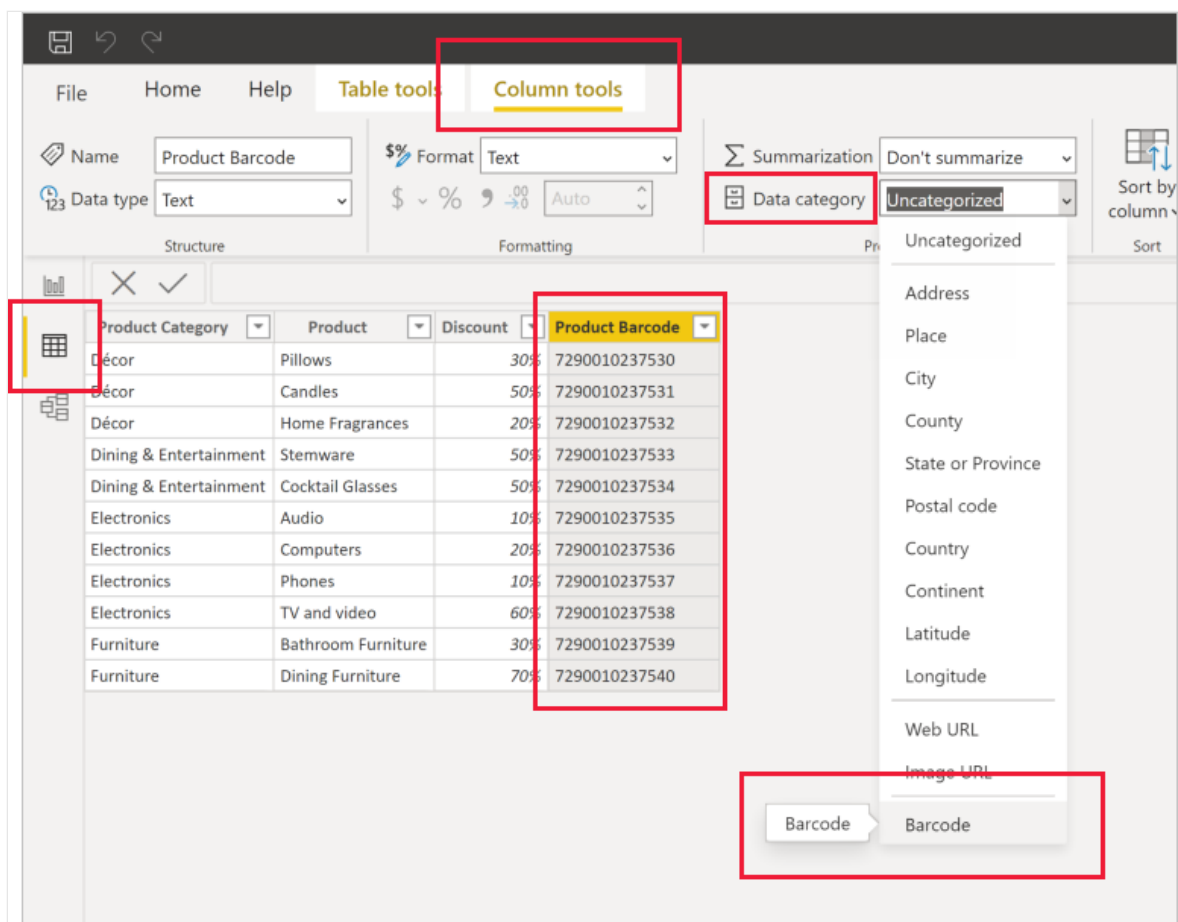 File Home Help Table tools Column tools
Name Product Barcode $% Format Text Summarization Don't summarize
Data type Text $ % 9 .00 →.0 Auto Data category Uncategorized Sort by column
Structure Formatting Sort
Uncategorized
Address
Place
City
County
State or Province
Postal code
Country
Continent
Latitude
Longitude
Web URL
Image URL
Barcode Barcode
Product Category Product Discount Product Barcode
Décor Pillows 30% 7290010237530
Décor Candles 50% 7290010237531
Décor Home Fragrances 20% 7290010237532
Dining & Entertainment Stemware 50% 7290010237533
Dining & Entertainment Cocktail Glasses 50% 7290010237534
Electronics Audio 10% 7290010237535
Electronics Computers 20% 7290010237536
Electronics Phones 10% 7290010237537
Electronics TV and video 60% 7290010237538
Furniture Bathroom Furniture 30% 7290010237539
Furniture Dining Furniture 70% 7290010237540